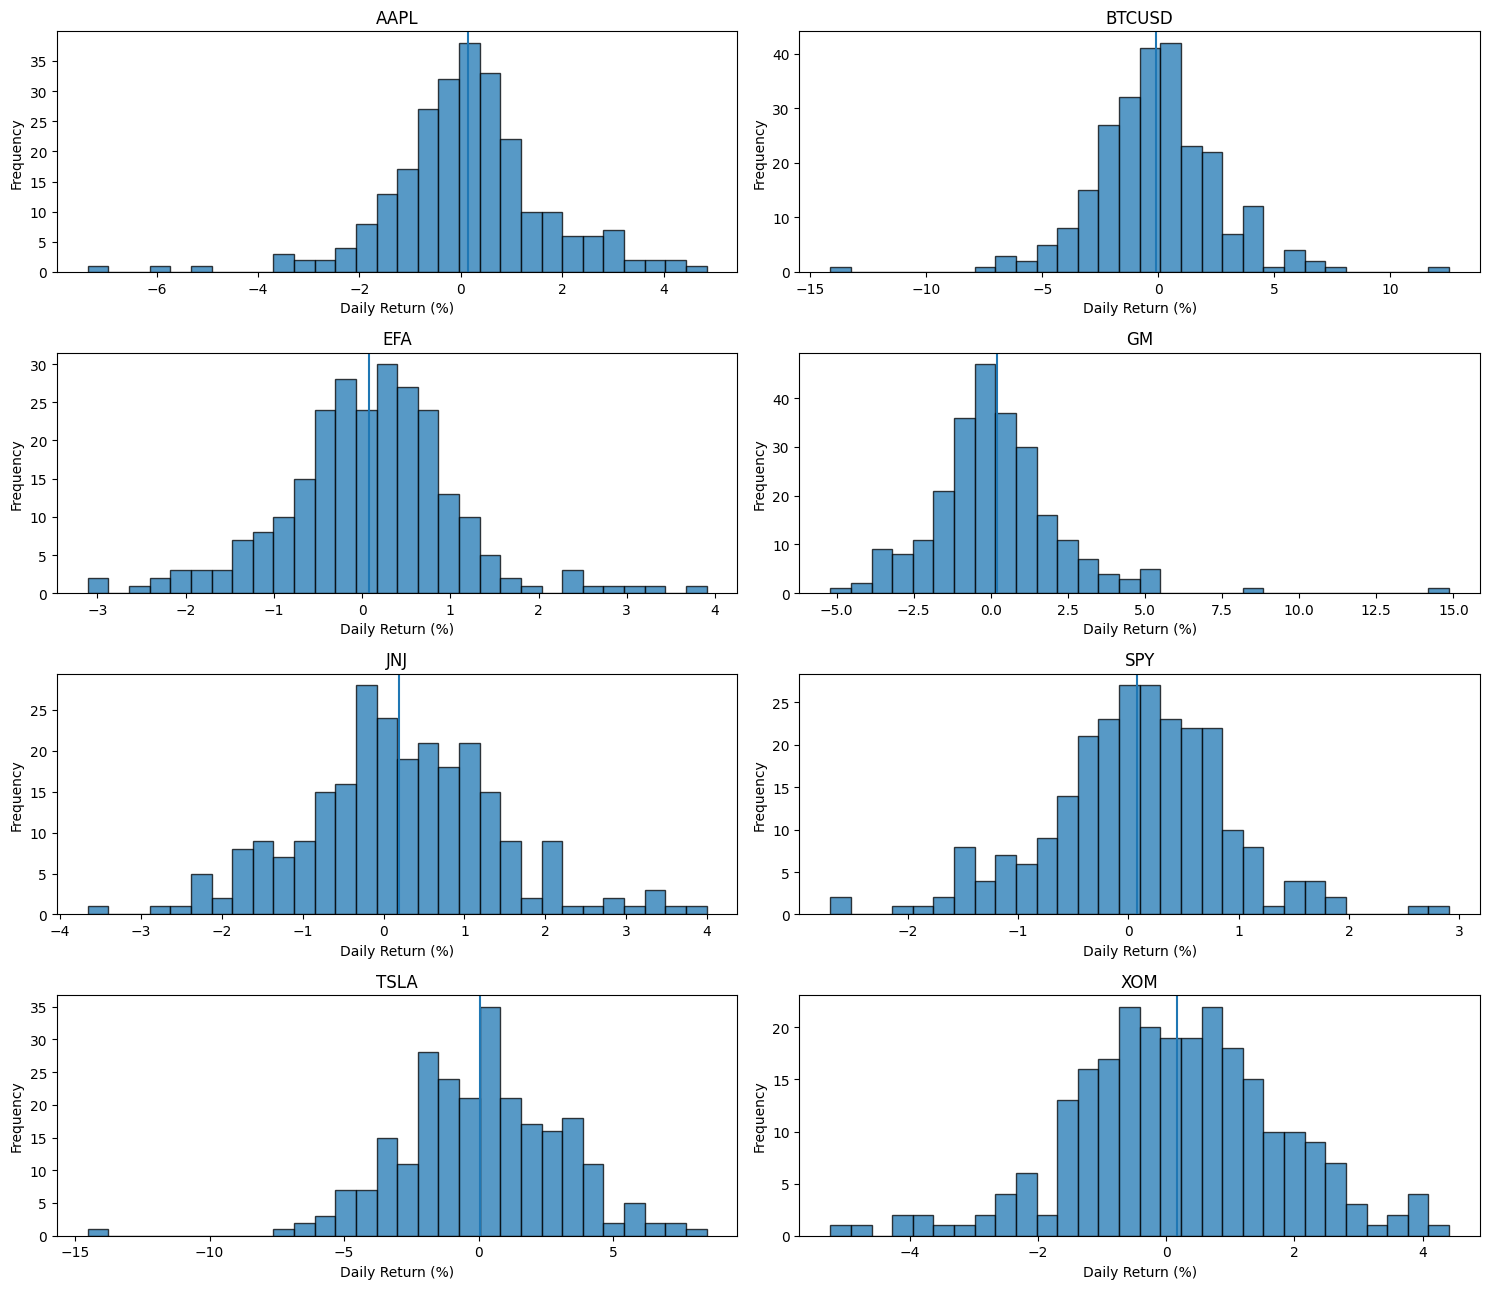 AAPL
Frequency
35
30
25
20
15
10
5
0
−6 −4 −2 0 2 4
Daily Return (%)
BTCUSD
Frequency
40
30
20
10
0
−15 −10 −5 0 5 10
Daily Return (%)
EFA
Frequency
30
25
20
15
10
5
0
−3 −2 −1 0 1 2 3 4
Daily Return (%)
GM
Frequency
40
30
20
10
0
−5.0 −2.5 0.0 2.5 5.0 7.5 10.0 12.5 15.0
Daily Return (%)
JNJ
Frequency
25
20
15
10
5
0
−4 −3 −2 −1 0 1 2 3 4
Daily Return (%)
SPY
Frequency
25
20
15
10
5
0
−2 −1 0 1 2 3
Daily Return (%)
TSLA
Frequency
35
30
25
20
15
10
5
0
−15 −10 −5 0 5
Daily Return (%)
XOM
Frequency
20
15
10
5
0
−4 −2 0 2 4
Daily Return (%)